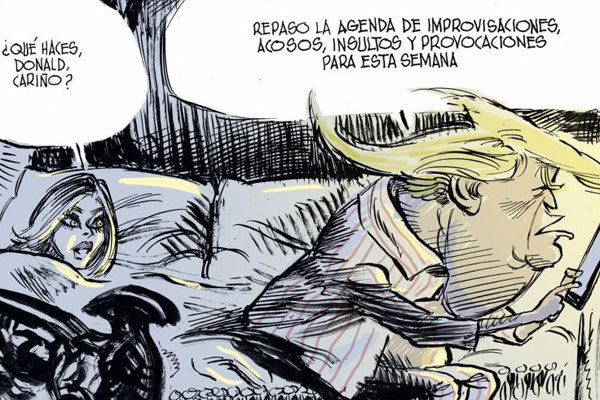 ¿QUÉ HACES,
DONALD,
CARIÑO?
REPASO LA AGENDA DE IMPROVISACIONES,
ACOSOS, INSULTOS Y PROVOCACIONES
PARA ESTA SEMANA